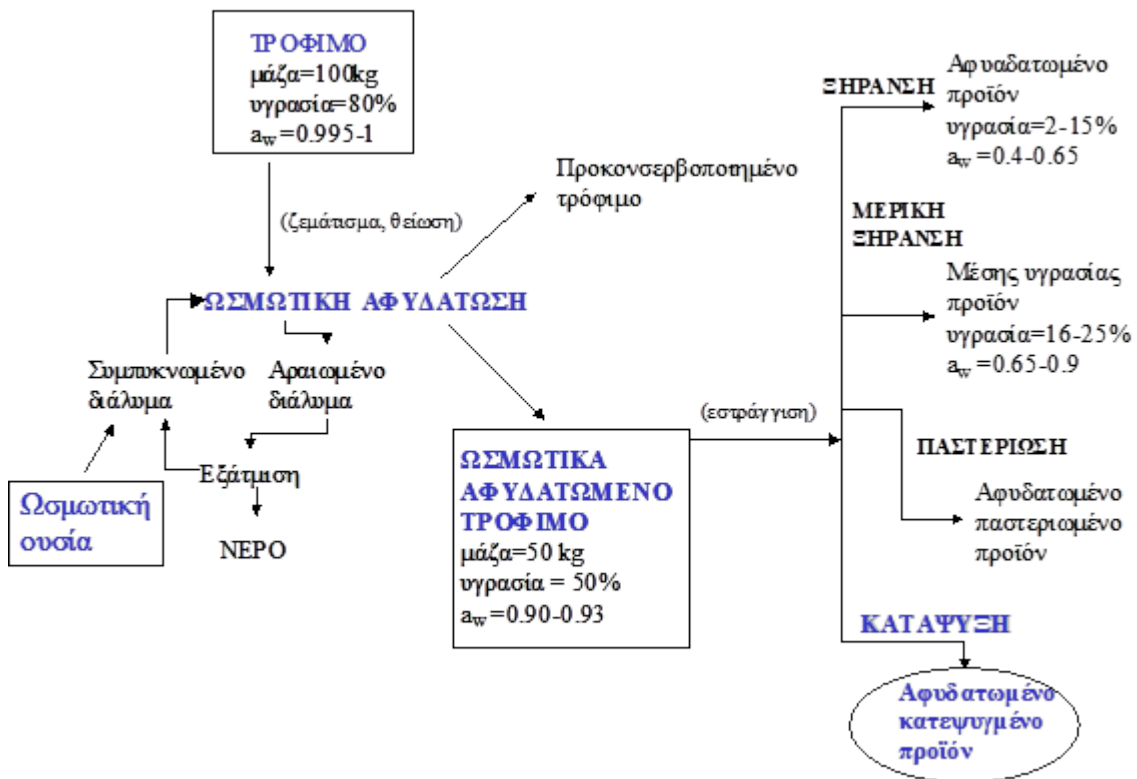 ΤΡΟΦΙΜΟ
μάζα=100kg
υγρασία=80%
aw=0.995-1
(ζεμάτισμα, θείωση)
Προκονσερβοποιημένο
τρόφιμο
ΩΣΜΩΤΙΚΗ ΑΦΥΔΑΤΩΣΗ
Συμπυκνωμένο
διάλυμα
Αραιωμένο
διάλυμα
Εξάτμιση
ΝΕΡΟ
Ωσμωτική
ουσία
ΩΣΜΩΤΙΚΑ
ΑΦΥΔΑΤΩΜΕΝΟ
ΤΡΟΦΙΜΟ
μάζα=50 kg
υγρασία = 50%
aw=0.90-0.93
(εστράγγιση)
ΞΗΡΑΝΣΗ
Αφυαδατωμένο
προϊόν
υγρασία=2-15%
aw =0.4-0.65
ΜΕΡΙΚΗ
ΞΗΡΑΝΣΗ
Μέσης υγρασίας
προϊόν
υγρασία=16-25%
aw =0.65-0.9
ΠΑΣΤΕΡΙΩΣΗ
Αφυδατωμένο
παστεριωμένο
προϊόν
ΚΑΤΑΨΥΞΗ
Αφυδατωμένο
κατεψυγμένο
προϊόν